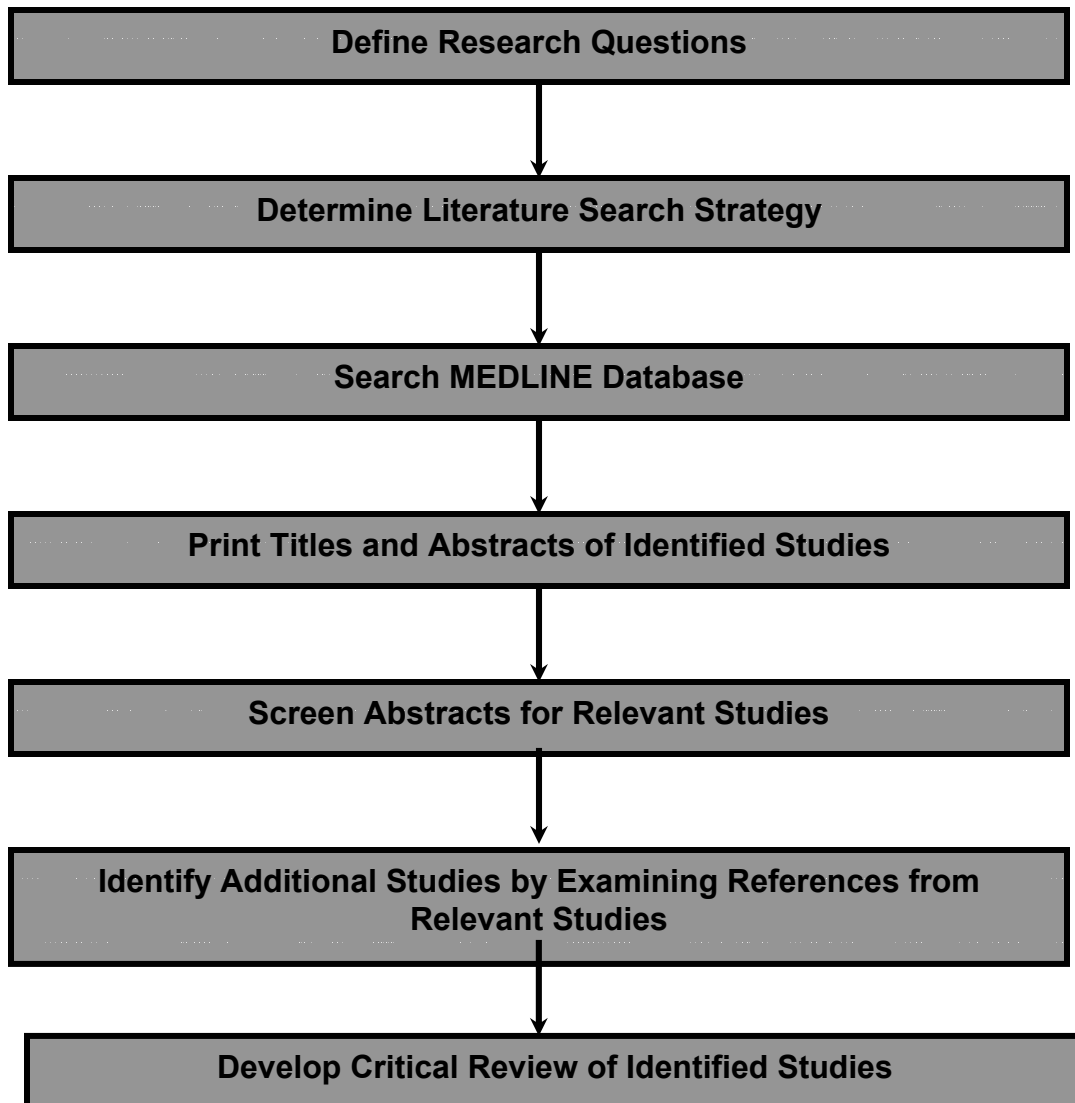 Define Research Questions
Determine Literature Search Strategy
Search MEDLINE Database
Print Titles and Abstracts of Identified Studies
Screen Abstracts for Relevant Studies
Identify Additional Studies by Examining References from
Relevant Studies
Develop Critical Review of Identified Studies